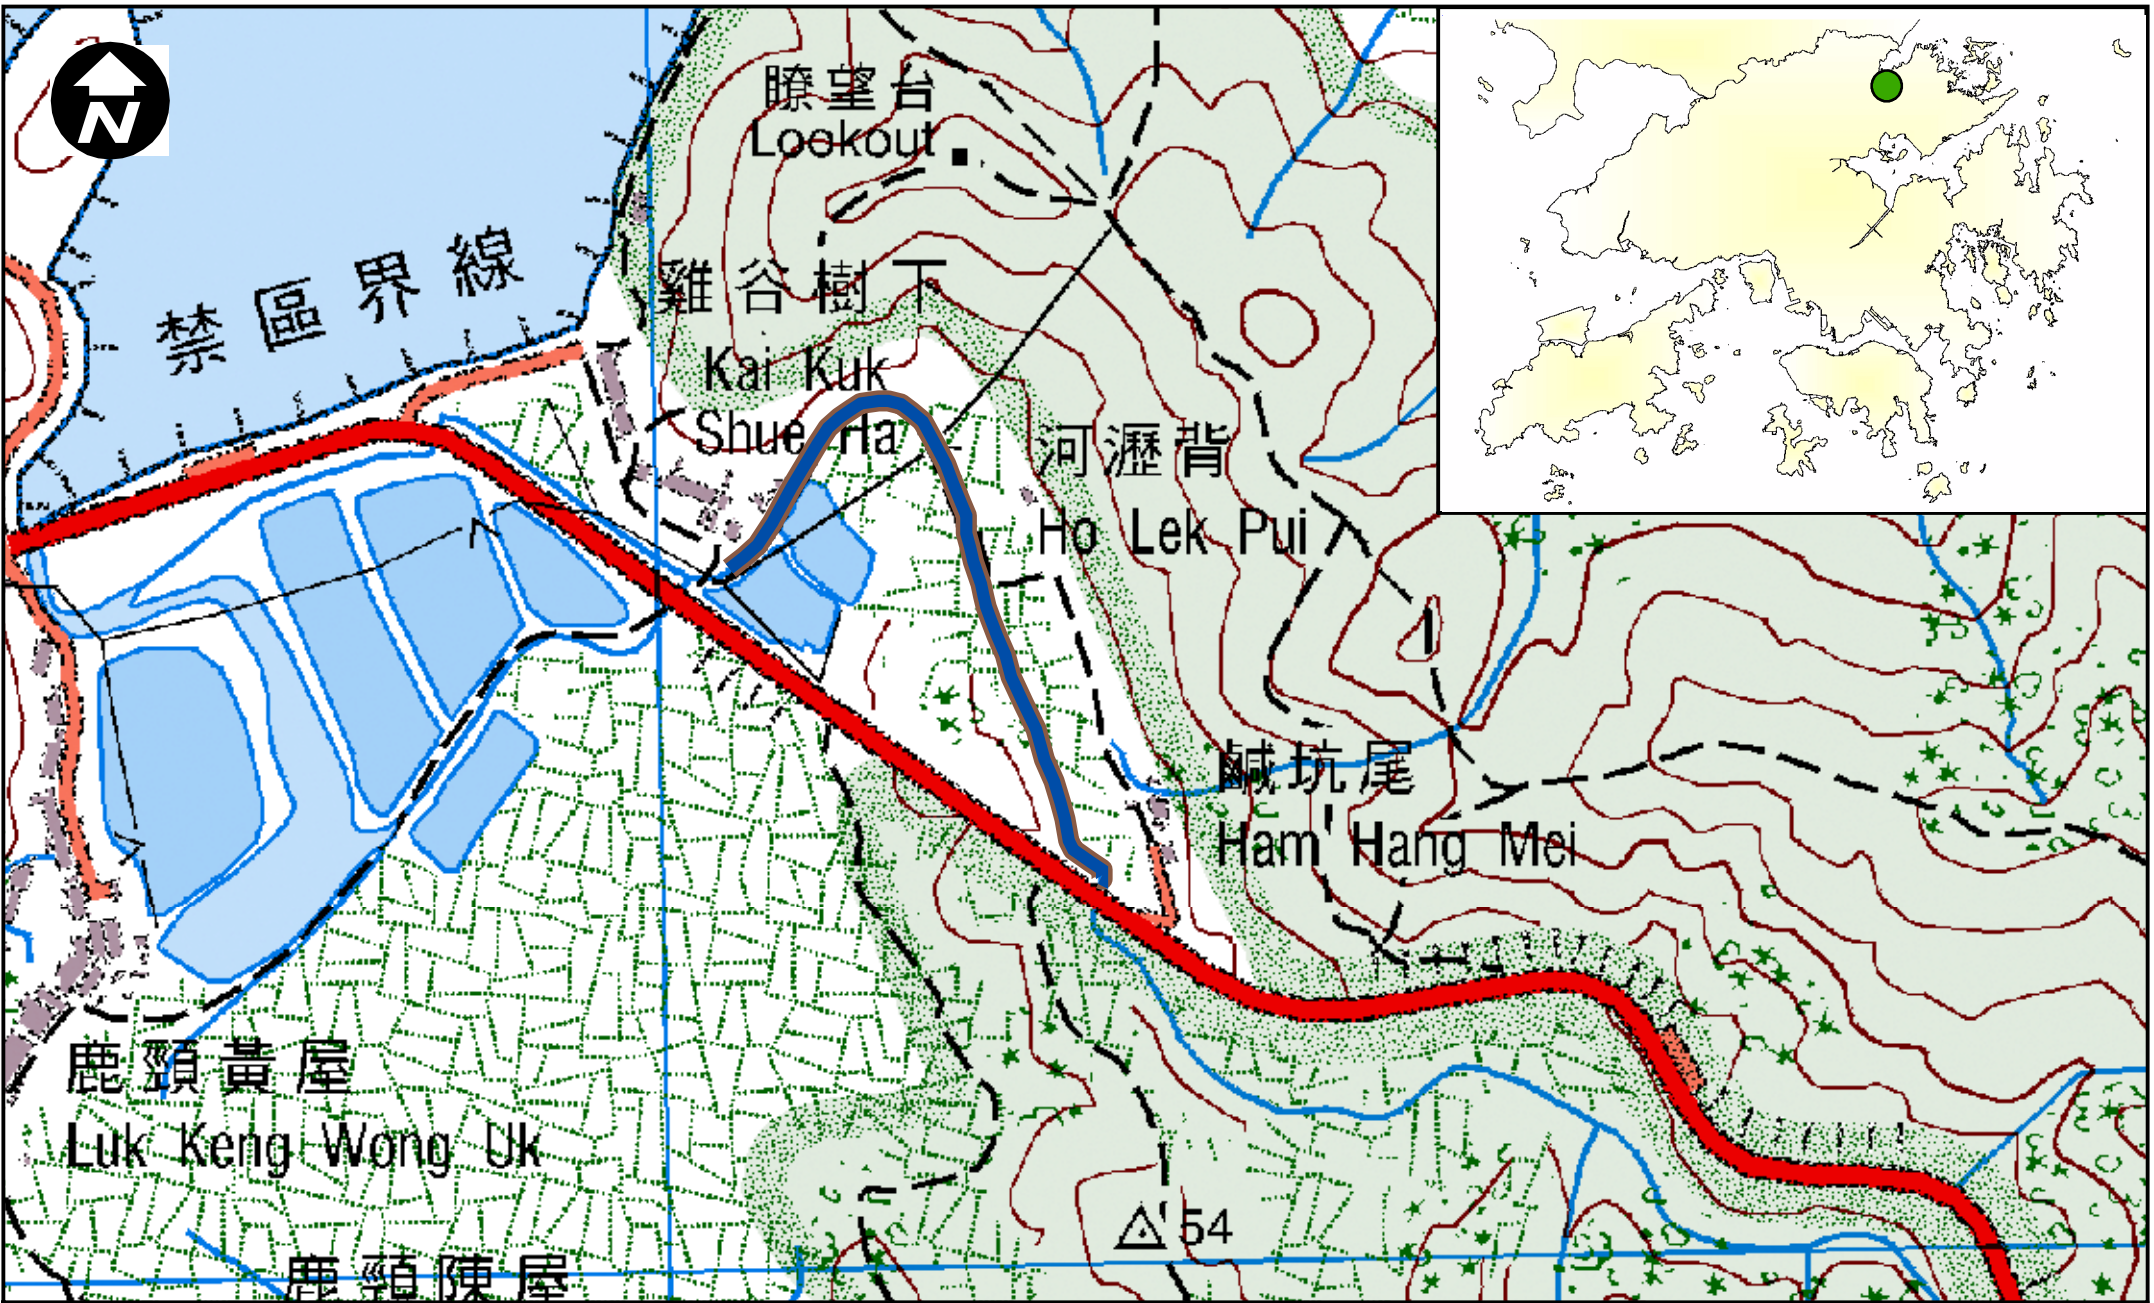 N
瞭望台
Lookout
禁區界線
雞谷樹下
Kai Kuk
Shue Ha
河瀝背
Ho Lek Pui
鹹坑尾
Ham Hang Mei
鹿頸黃屋
Luk Keng Wong Uk
54
鹿頸陳屋